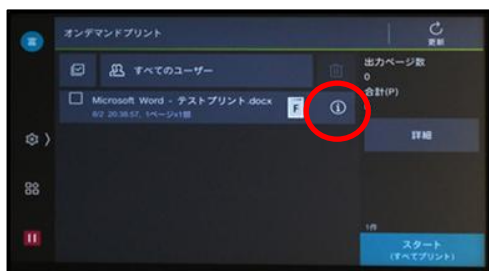 オンデマンドプリント
更新
富
すべてのユーザー
出力ページ数
0
合計(P)
Microsoft Word - テストプリント.docx
8/2 20:38:57, 1ページx1部
F
詳細
1件
スタート
(すべてプリント)